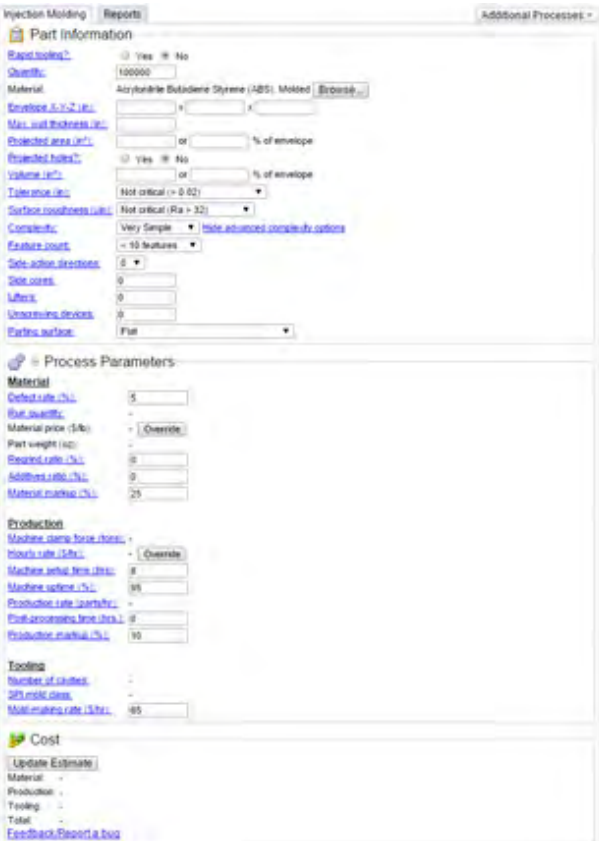 Injection Molding Reports Additional Processes
Part Information
Rapid tooling?: Yes No
Quantity: 100000
Material: Acrylonitrile Butadiene Styrene (ABS), Molded Browse...
Envelope X-Y-Z (in): x x
Max. wall thickness (in):
Projected area (in²): or % of envelope
Projected holes?: Yes No
Volume (in³): or % of envelope
Tolerance (in): Not critical (> 0.02)
Surface roughness (μin): Not critical (Ra > 32)
Complexity: Very Simple Hide advanced complexity options
Feature count: < 10 features
Side-action directions: 0
Side cores: 0
Lifters: 0
Unscrewing devices: 0
Parting surface: Flat
Process Parameters
Material
Defect rate (%): 5
Run quantity: -
Material price ($/lb): - Override
Part weight (oz): -
Regrind ratio (%): 0
Additives ratio (%): 0
Material markup (%): 25
Production
Machine clamp force (tons): -
Hourly rate ($/hr): - Override
Machine setup time (hrs): 8
Machine uptime (%): 95
Production rate (parts/hr): -
Post-processing time (hrs.): 0
Production markup (%): 10
Tooling
Number of cavities: -
SPI mold class: -
Mold-making rate ($/hr): 65
Cost
Update Estimate
Material: -
Production: -
Tooling: -
Total: -
Feedback/Report a bug